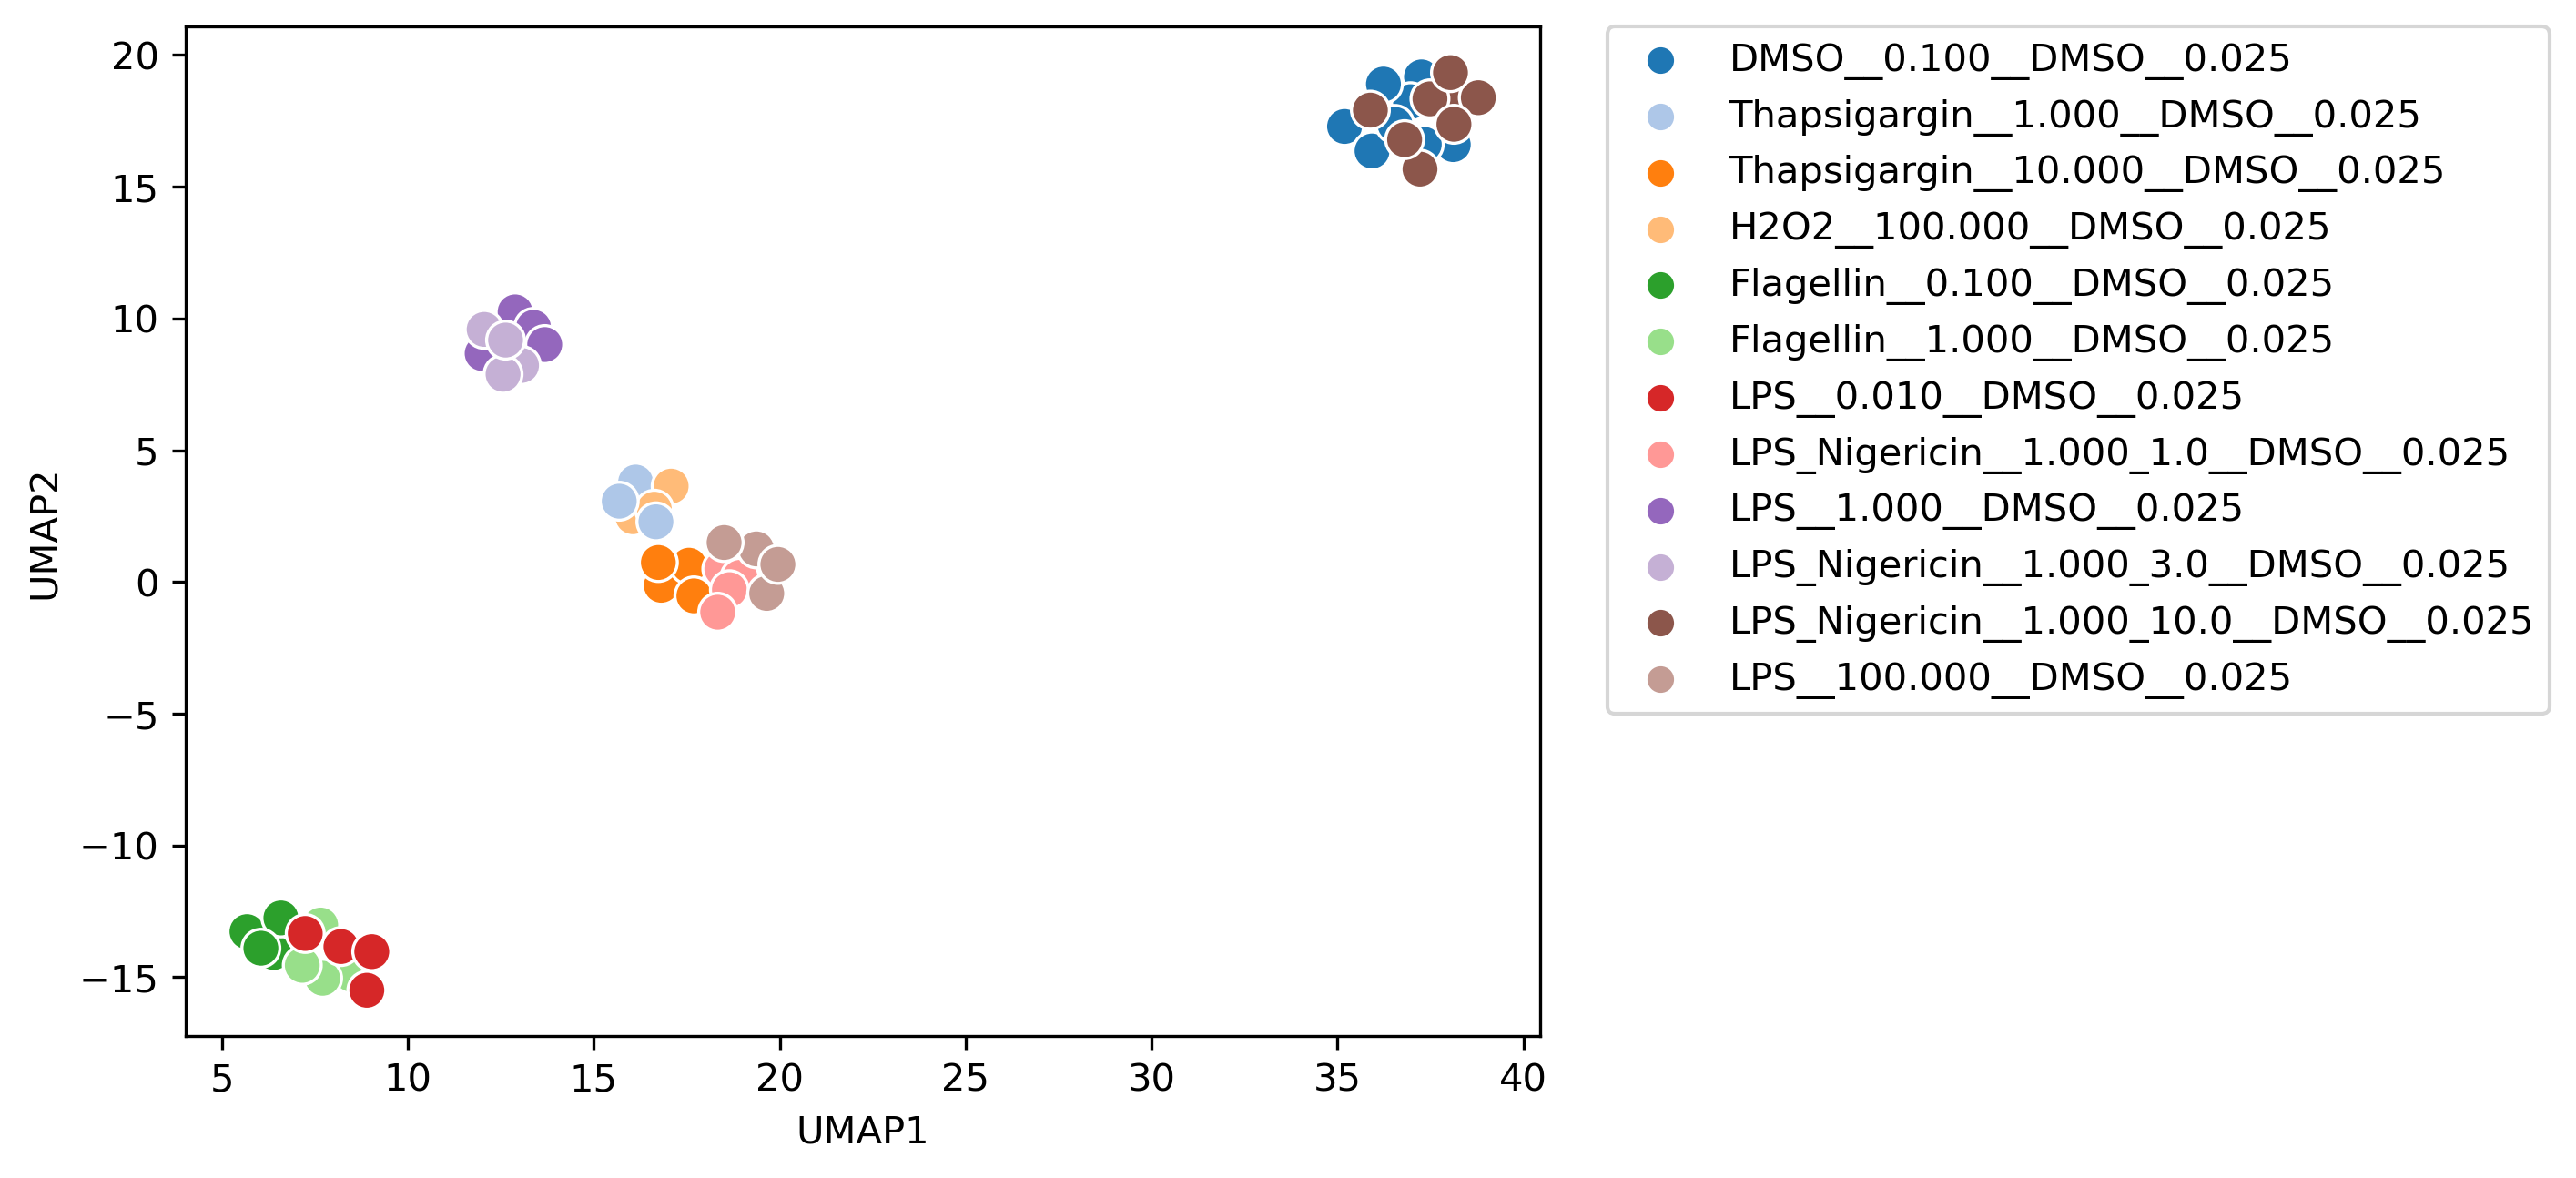 20
15
10
5
0
−5
−10
−15
UMAP2
5 10 15 20 25 30 35 40
UMAP1
DMSO__0.100__DMSO__0.025
Thapsigargin__1.000__DMSO__0.025
Thapsigargin__10.000__DMSO__0.025
H2O2__100.000__DMSO__0.025
Flagellin__0.100__DMSO__0.025
Flagellin__1.000__DMSO__0.025
LPS__0.010__DMSO__0.025
LPS_Nigericin__1.000_1.0__DMSO__0.025
LPS__1.000__DMSO__0.025
LPS_Nigericin__1.000_3.0__DMSO__0.025
LPS_Nigericin__1.000_10.0__DMSO__0.025
LPS__100.000__DMSO__0.025